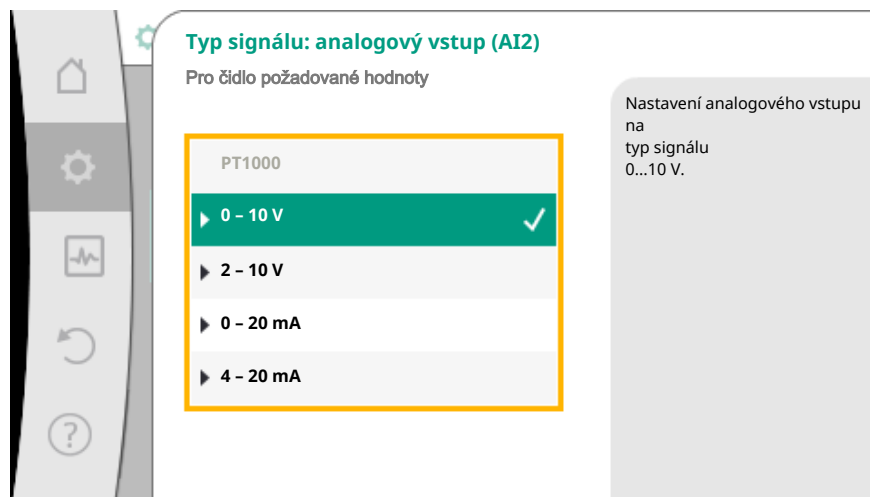 Typ signálu: analogový vstup (AI2)
Pro čidlo požadované hodnoty
PT1000
0 – 10 V
2 – 10 V
0 – 20 mA
4 – 20 mA
Nastavení analogového vstupu
na
typ signálu
0...10 V.
?